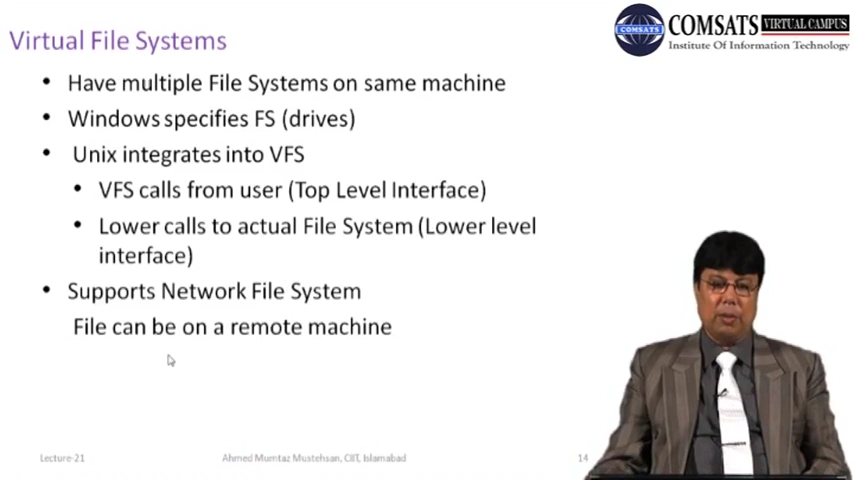 Virtual File Systems
COMSATS VIRTUAL CAMPUS
COMSATS
Institute Of Information Technology
• Have multiple File Systems on same machine
• Windows specifies FS (drives)
• Unix integrates into VFS
• VFS calls from user (Top Level Interface)
• Lower calls to actual File System (Lower level
interface)
• Supports Network File System
File can be on a remote machine
Lecture-21
Ahmed Mumtaz Mustehsan, CIIT, Islamabad
14